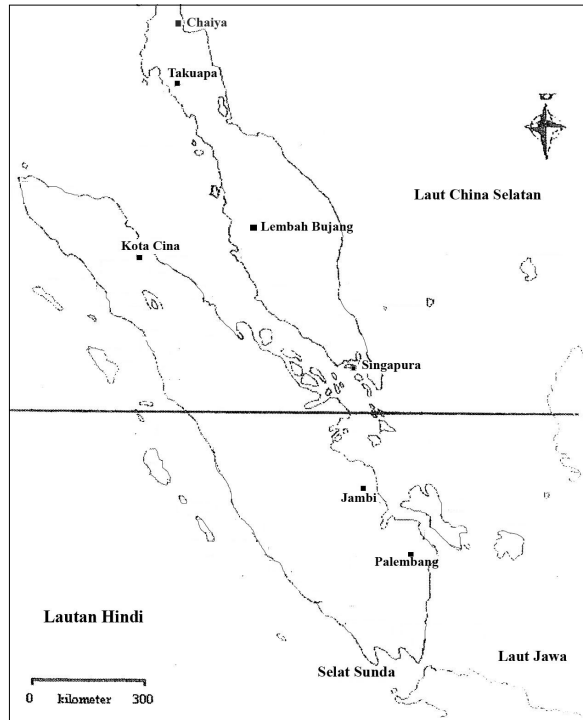 Chaiya
Takuapa
Laut China Selatan
Lembah Bujang
Kota Cina
Singapura
Jambi
Palembang
Lautan Hindi
Laut Jawa
Selat Sunda
0 kilometer 300